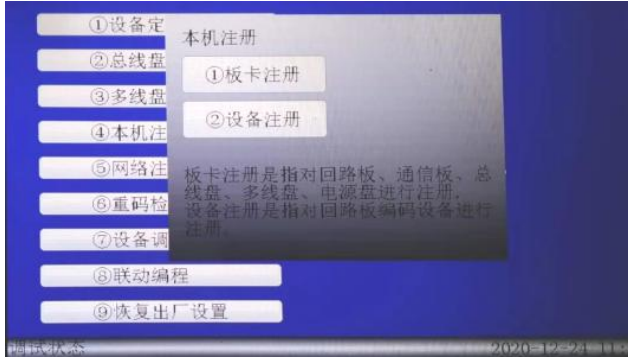 ①设备定
②总线盘
③多线盘
④本机注
⑤网络注
⑥重码检
⑦设备调
⑧联动编程
⑨恢复出厂设置
本机注册
①板卡注册
②设备注册
板卡注册是指对回路板、通信板、总
线盘、多线盘、电源盘进行注册。
设备注册是指对回路板编码设备进行
注册。
调试状态
2020-12-24 11: